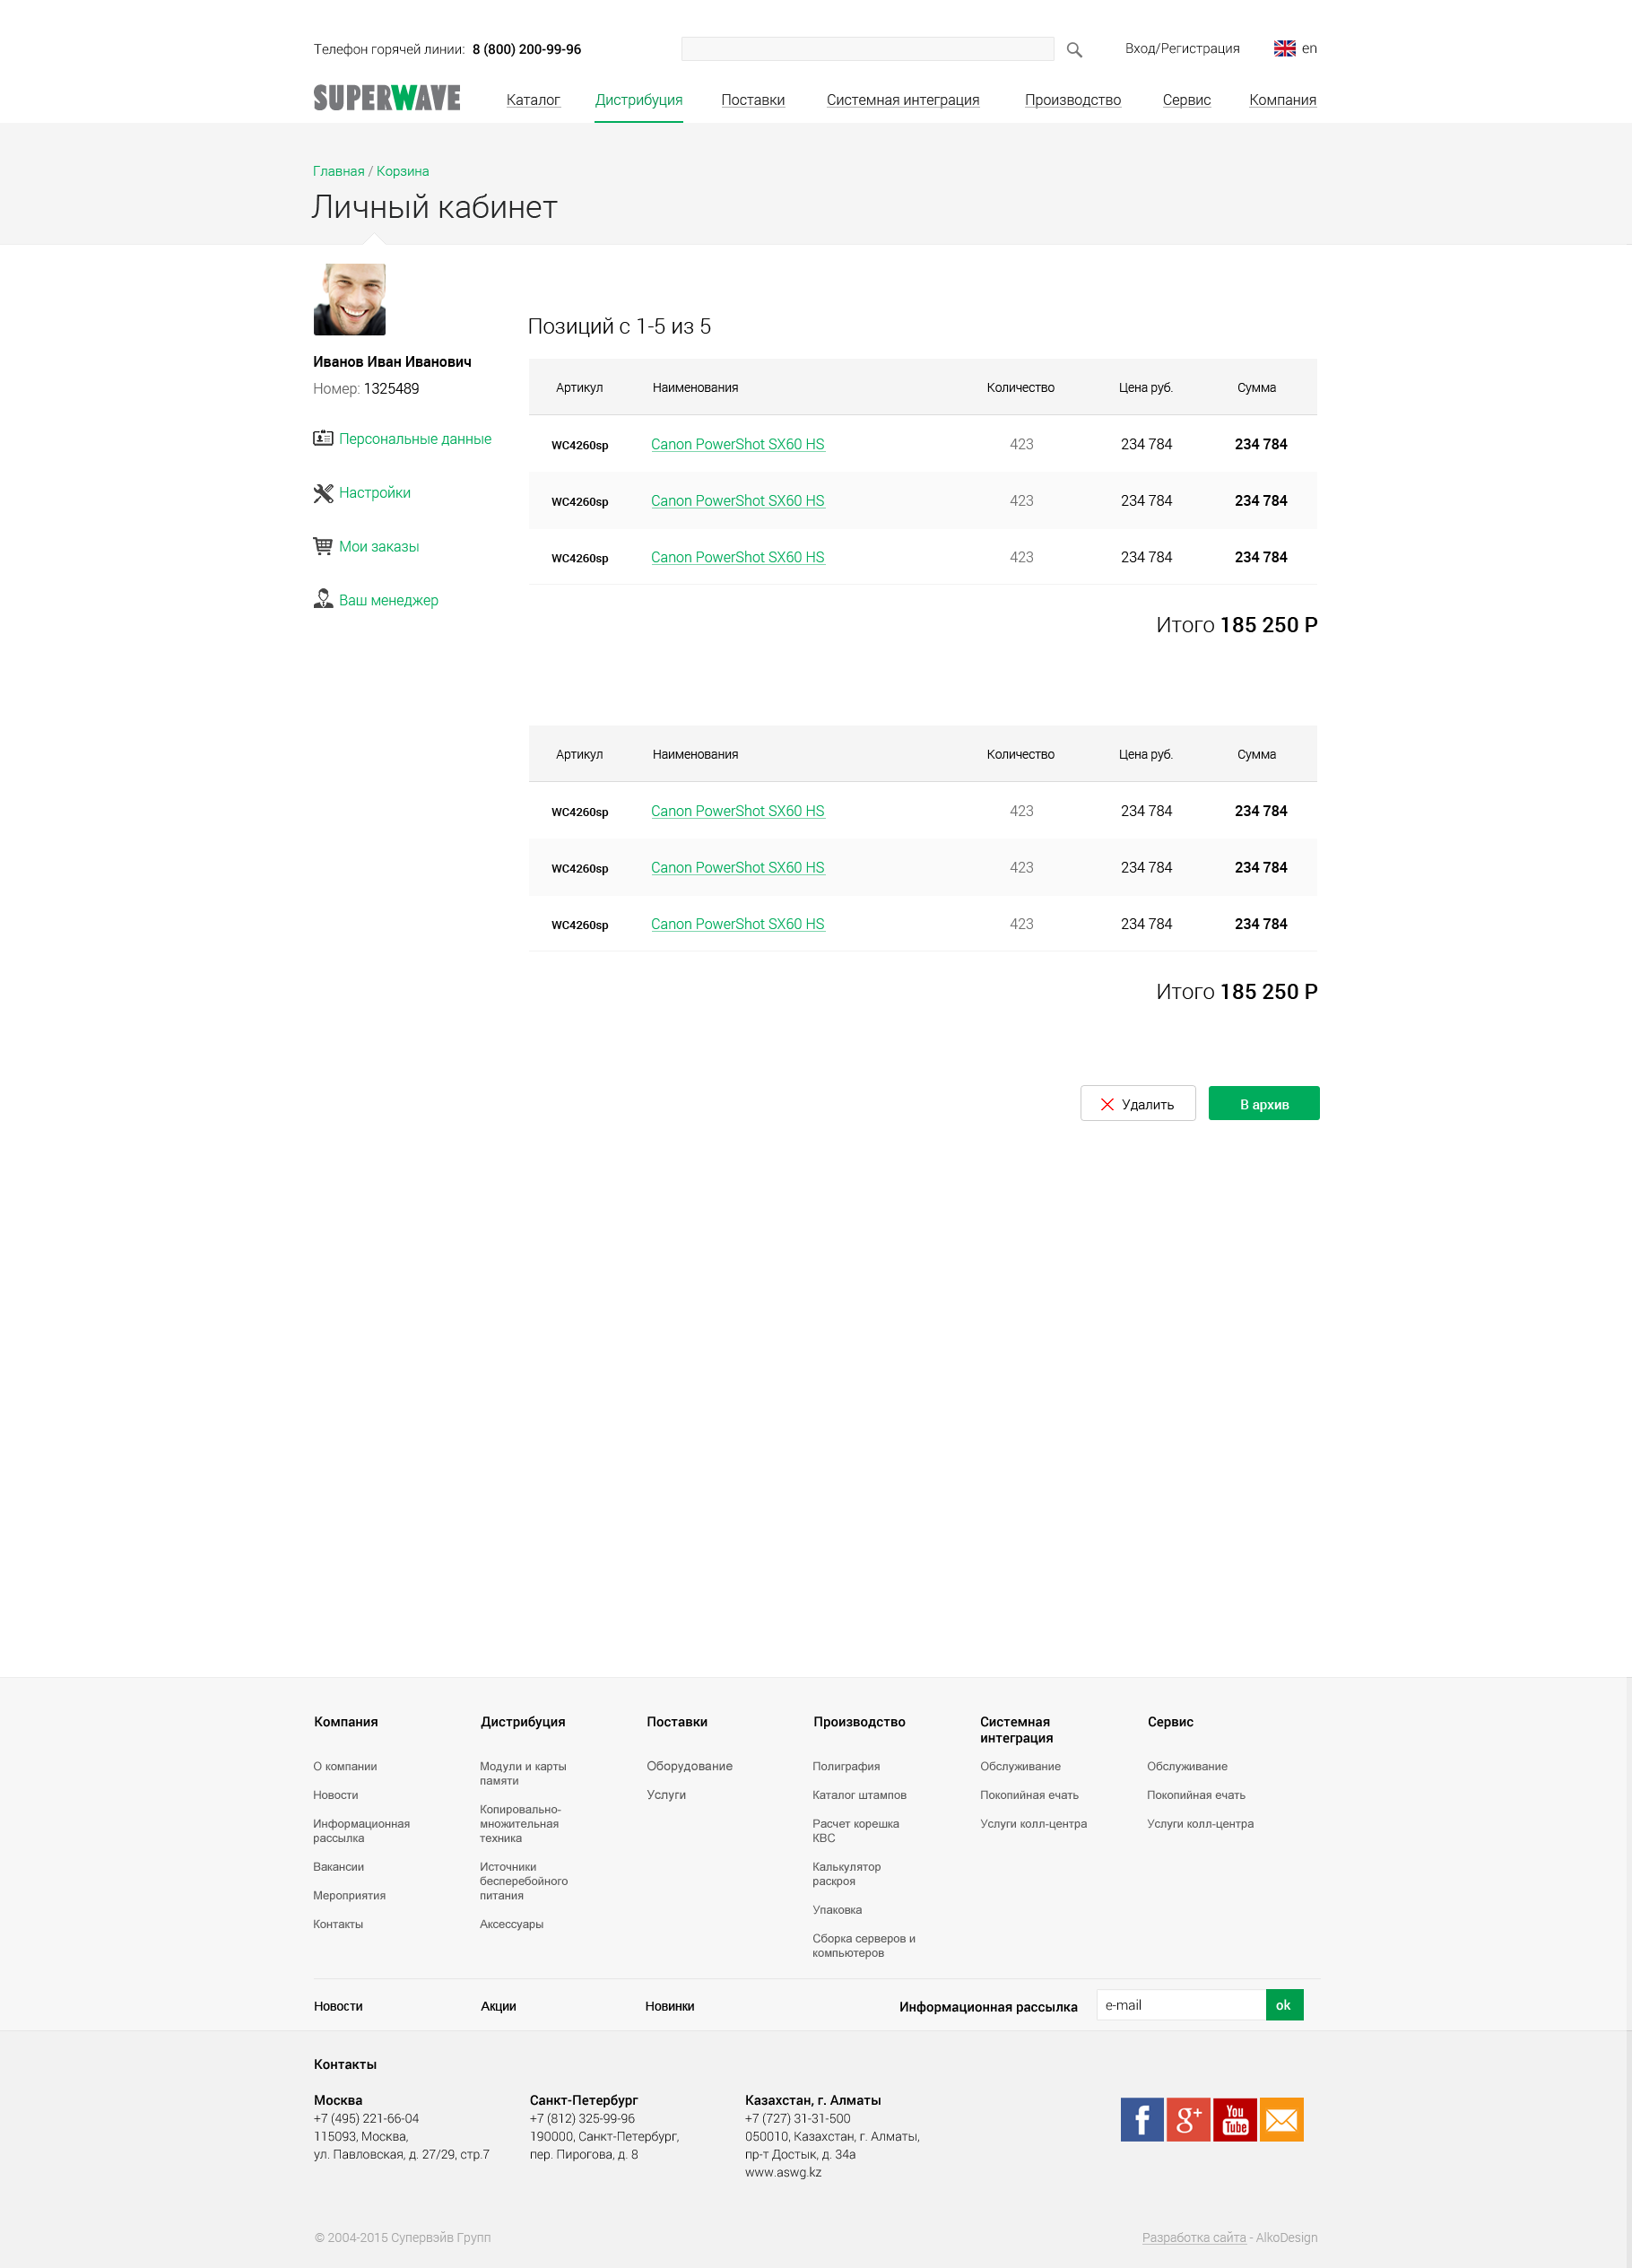 Телефон горячей линии: 8 (800) 200-99-96
Вход/Регистрация
en
SUPERWAVE
Каталог
Дистрибуция
Поставки
Системная интеграция
Производство
Сервис
Компания
Главная / Корзина
Личный кабинет
Иванов Иван Иванович
Номер: 1325489
Персональные данные
Настройки
Мои заказы
Ваш менеджер
Позиций с 1-5 из 5
Артикул Наименования Количество Цена руб. Сумма
WC4260sp Canon PowerShot SX60 HS 423 234 784 234 784
WC4260sp Canon PowerShot SX60 HS 423 234 784 234 784
WC4260sp Canon PowerShot SX60 HS 423 234 784 234 784
Итого 185 250 Р
Артикул Наименования Количество Цена руб. Сумма
WC4260sp Canon PowerShot SX60 HS 423 234 784 234 784
WC4260sp Canon PowerShot SX60 HS 423 234 784 234 784
WC4260sp Canon PowerShot SX60 HS 423 234 784 234 784
Итого 185 250 Р
Удалить
В архив
Компания
О компании
Новости
Информационная
рассылка
Вакансии
Мероприятия
Контакты
Дистрибуция
Модули и карты
памяти
Копировально-
множительная
техника
Источники
бесперебойного
питания
Аксессуары
Поставки
Оборудование
Услуги
Производство
Полиграфия
Каталог штампов
Расчет корешка
КВС
Калькулятор
раскроя
Упаковка
Сборка серверов и
компьютеров
Системная
интеграция
Обслуживание
Покопийная ечать
Услуги колл-центра
Сервис
Обслуживание
Покопийная ечать
Услуги колл-центра
Новости
Акции
Новинки
Информационная рассылка
e-mail
ok
Контакты
Москва
+7 (495) 221-66-04
115093, Москва,
ул. Павловская, д. 27/29, стр.7
Санкт-Петербург
+7 (812) 325-99-96
190000, Санкт-Петербург,
пер. Пирогова, д. 8
Казахстан, г. Алматы
+7 (727) 31-31-500
050010, Казахстан, г. Алматы,
пр-т Достык, д. 34а
www.aswg.kz
f
g+
You
Tube
© 2004-2015 Супервэйв Групп
Разработка сайта - AlkoDesign